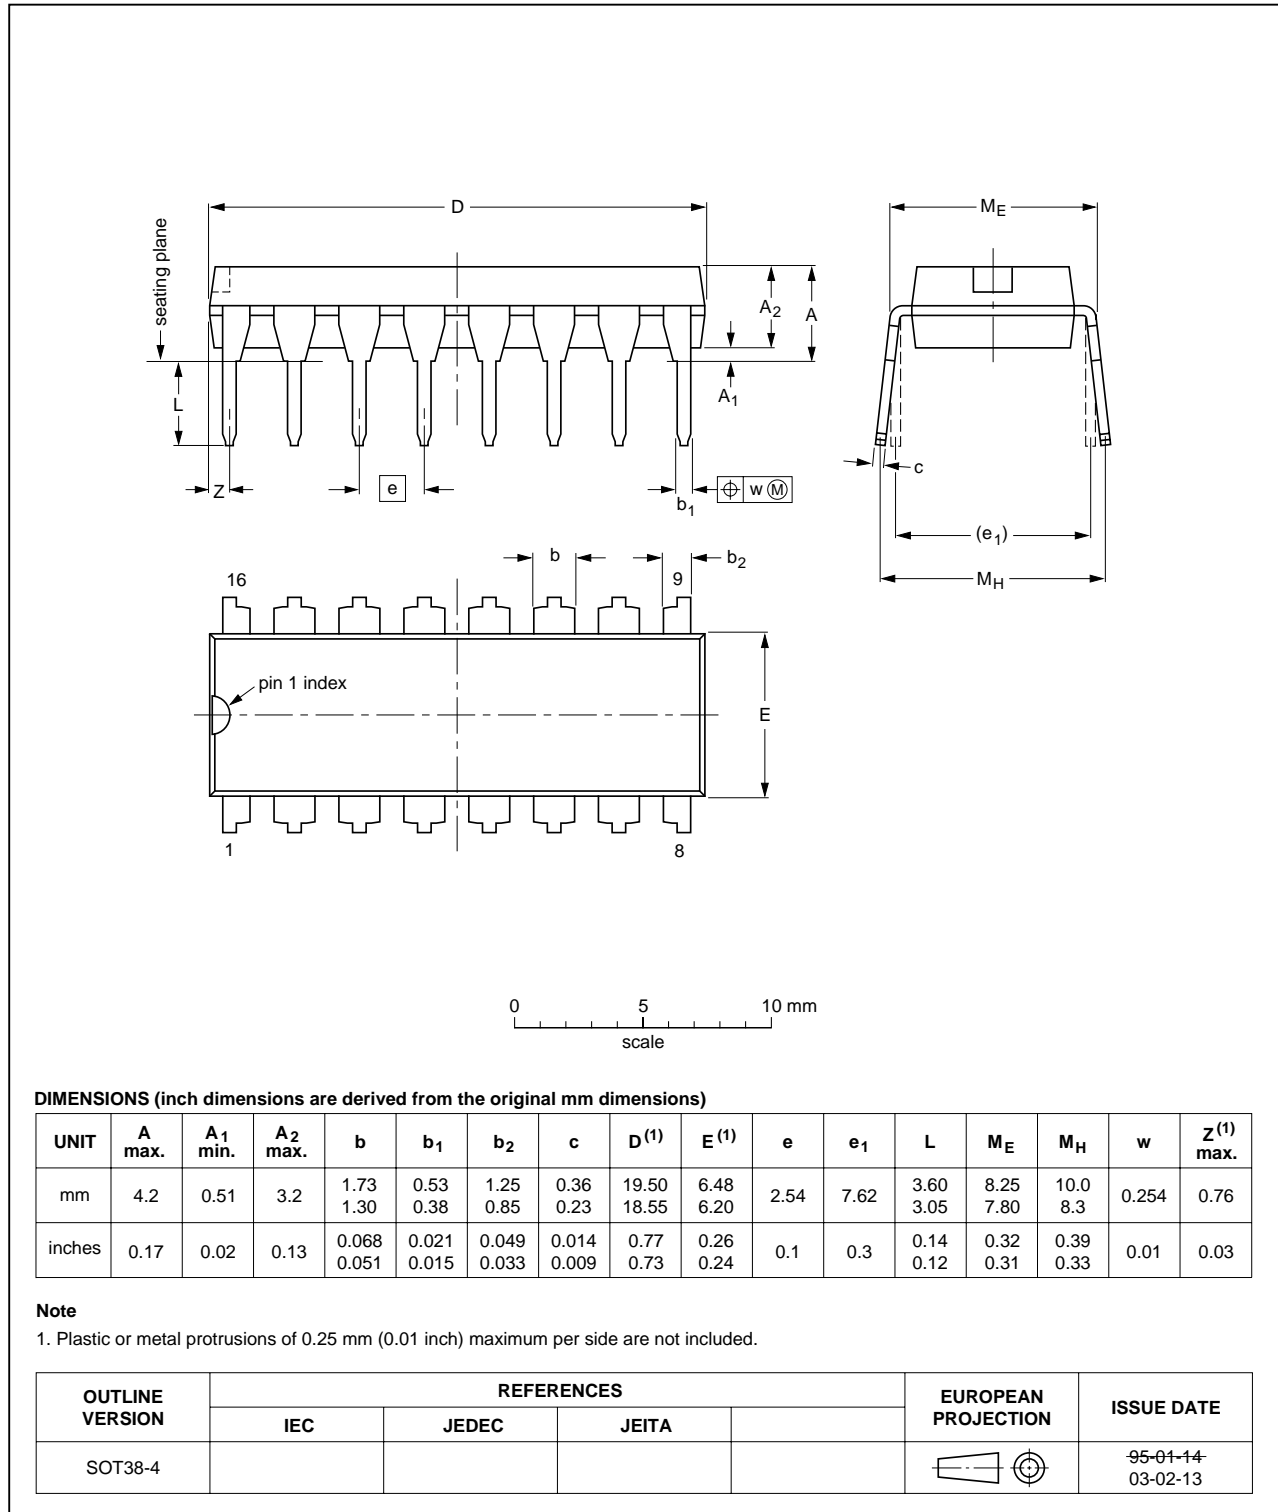 D
M_E
seating plane
A_2
A
L
A_1
Z
e
b_1
w M
c
(e_1)
M_H
b
b_2
16
9
pin 1 index
E
1
8
0
5
10 mm
scale
DIMENSIONS (inch dimensions are derived from the original mm dimensions)
UNIT A max. A1 min. A2 max. b b1 b2 c D(1) E(1) e e1 L ME MH w Z(1) max.
mm 4.2 0.51 3.2 1.73 1.30 0.53 0.38 1.25 0.85 0.36 0.23 19.50 18.55 6.48 6.20 2.54 7.62 3.60 3.05 8.25 7.80 10.0 8.3 0.254 0.76
inches 0.17 0.02 0.13 0.068 0.051 0.021 0.015 0.049 0.033 0.014 0.009 0.77 0.73 0.26 0.24 0.1 0.3 0.14 0.12 0.32 0.31 0.39 0.33 0.01 0.03
Note
1. Plastic or metal protrusions of 0.25 mm (0.01 inch) maximum per side are not included.
OUTLINE VERSION REFERENCES EUROPEAN PROJECTION ISSUE DATE
IEC JEDEC JEITA
SOT38-4
95-01-14
03-02-13